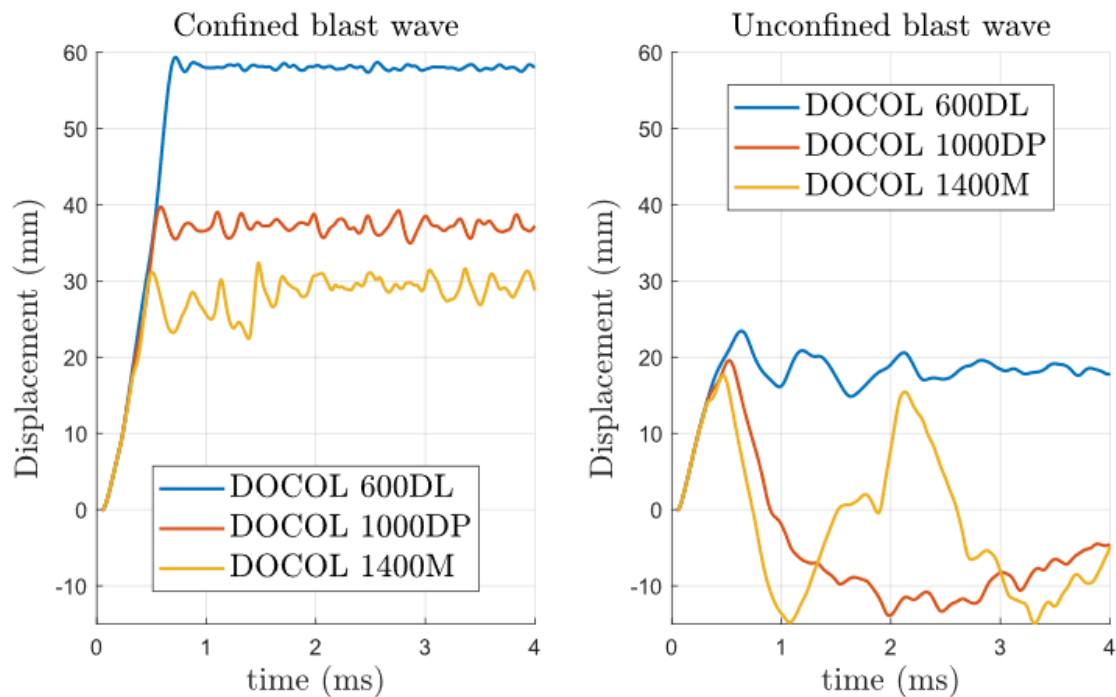 Confined blast wave
60
50
40
30
20
10
0
-10
Displacement (mm)
DOCOL 600DL
DOCOL 1000DP
DOCOL 1400M
0 1 2 3 4
time (ms)
Unconfined blast wave
60
50
40
30
20
10
0
-10
Displacement (mm)
DOCOL 600DL
DOCOL 1000DP
DOCOL 1400M
0 1 2 3 4
time (ms)